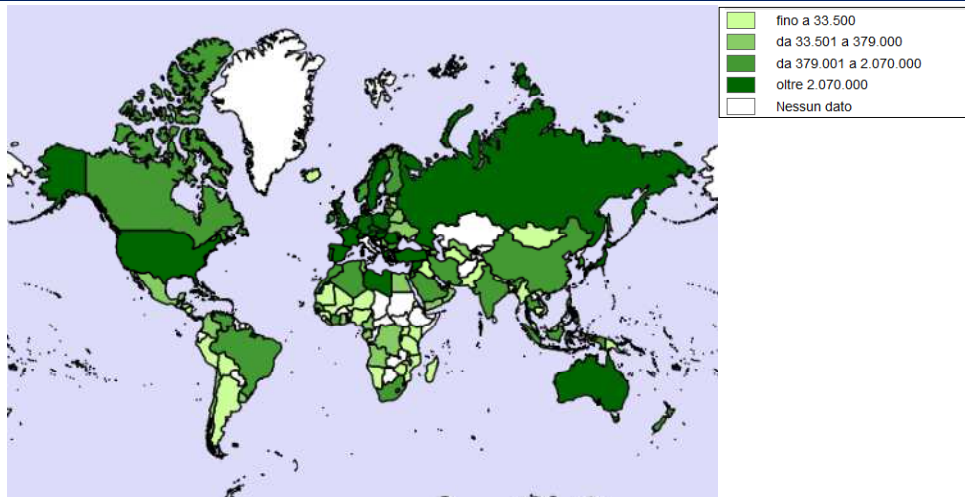 fino a 33.500
da 33.501 a 379.000
da 379.001 a 2.070.000
oltre 2.070.000
Nessun dato